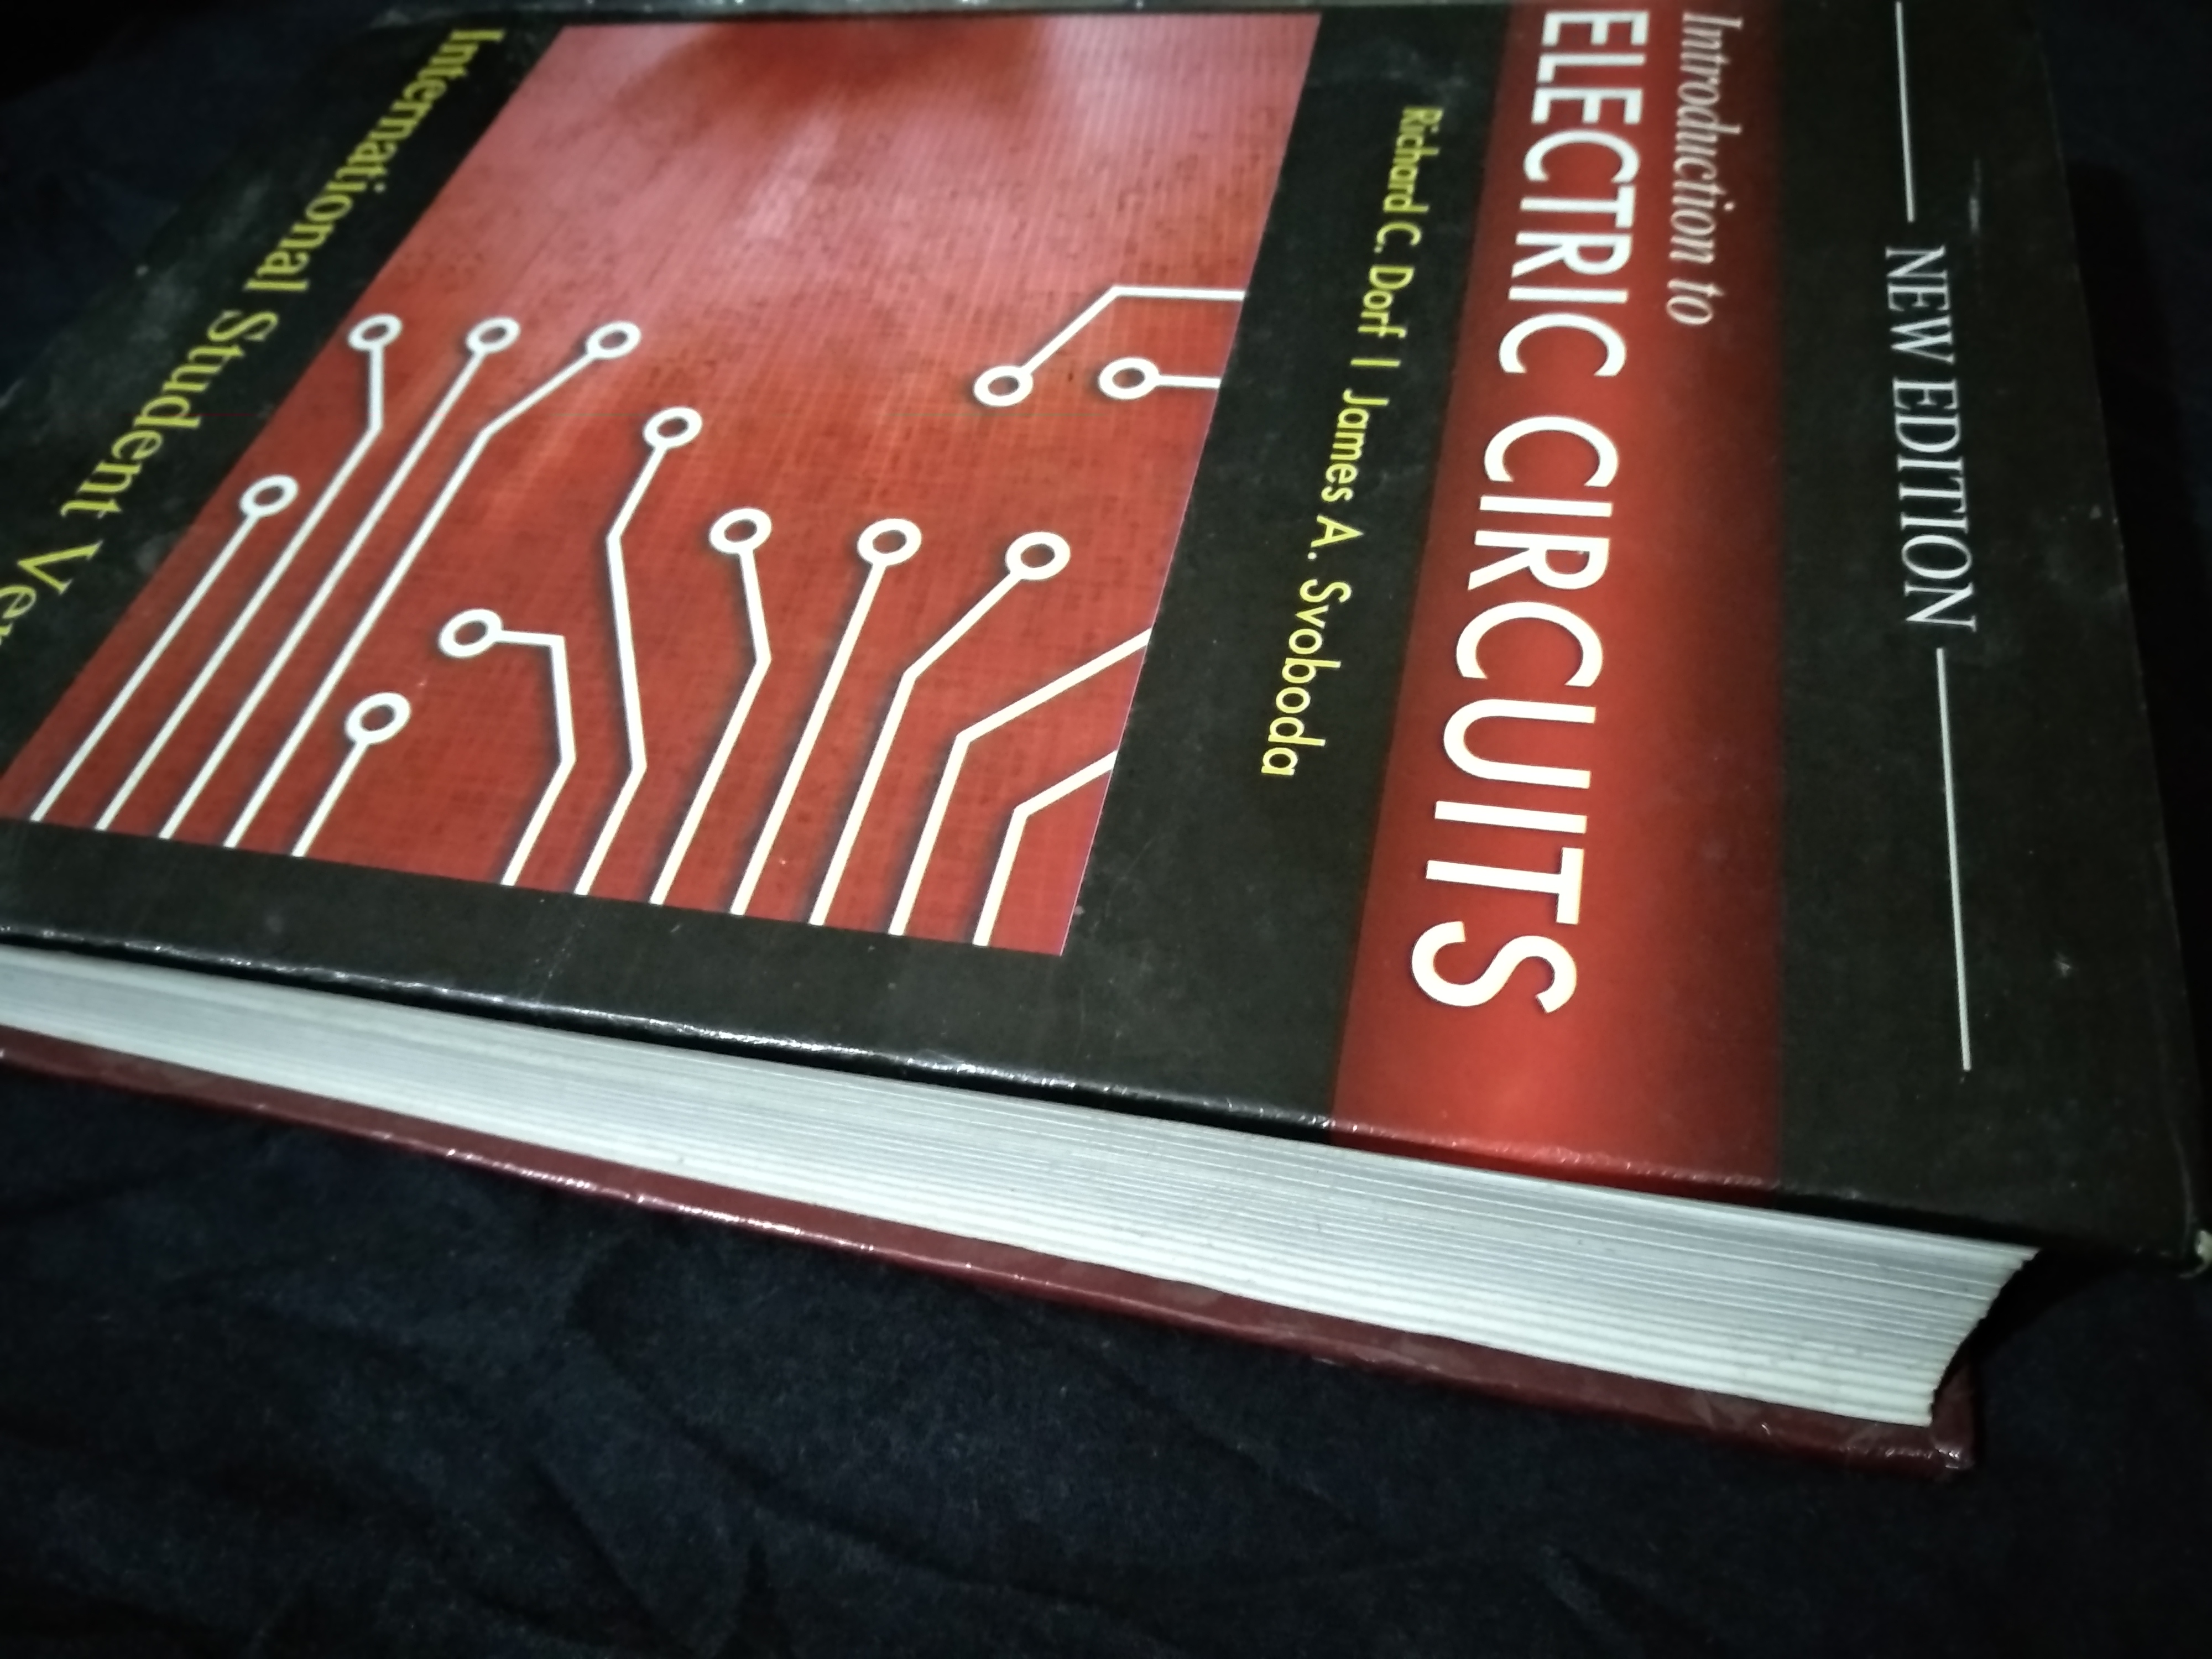 NEW EDITION
Introduction to
ELECTRIC CIRCUITS
Richard C. Dorf | James A. Svoboda
International Student